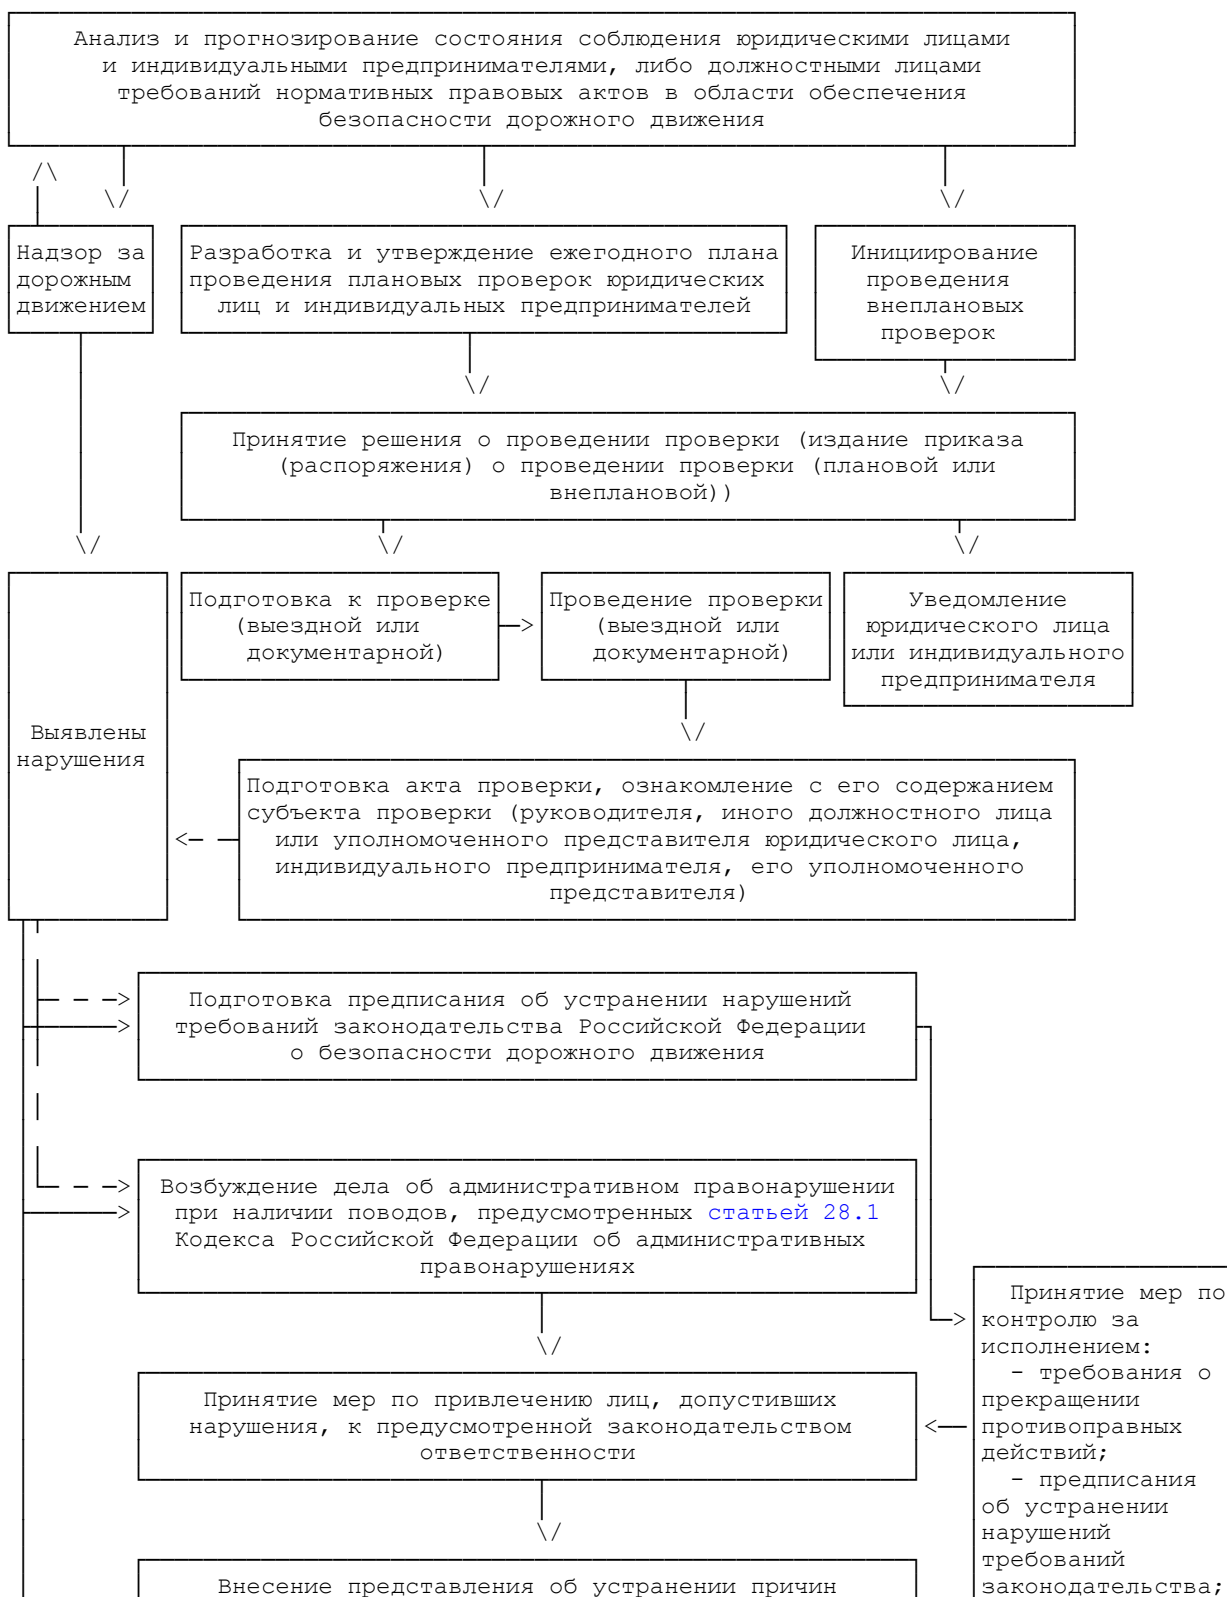 Анализ и прогнозирование состояния соблюдения юридическими лицами
и индивидуальными предпринимателями, либо должностными лицами
требований нормативных правовых актов в области обеспечения
безопасности дорожного движения
Надзор за
дорожным
движением
Разработка и утверждение ежегодного плана
проведения плановых проверок юридических
лиц и индивидуальных предпринимателей
Инициирование
проведения
внеплановых
проверок
Принятие решения о проведении проверки (издание приказа
(распоряжения) о проведении проверки (плановой или
внеплановой))
Выявлены
нарушения
Подготовка к проверке
(выездной или
документарной)
Проведение проверки
(выездной или
документарной)
Уведомление
юридического лица
или индивидуального
предпринимателя
Подготовка акта проверки, ознакомление с его содержанием
субъекта проверки (руководителя, иного должностного лица
или уполномоченного представителя юридического лица,
индивидуального предпринимателя, его уполномоченного
представителя)
Подготовка предписания об устранении нарушений
требований законодательства Российской Федерации
о безопасности дорожного движения
Возбуждение дела об административном правонарушении
при наличии поводов, предусмотренных статьей 28.1
Кодекса Российской Федерации об административных
правонарушениях
Принятие мер по привлечению лиц, допустивших
нарушения, к предусмотренной законодательством
ответственности
Внесение представления об устранении причин
Принятие мер по
контролю за
исполнением:
- требования о
прекращении
противоправных
действий;
- предписания
об устранении
нарушений
требований
законодательства;